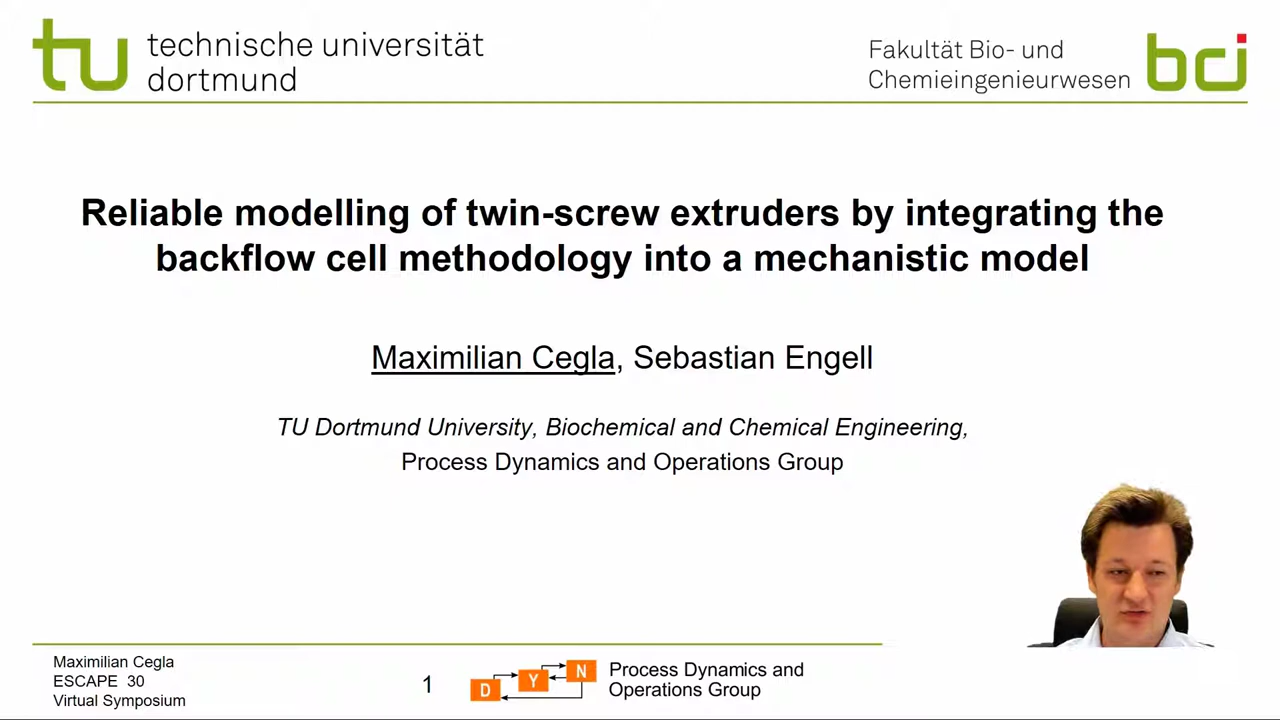 tu technische universität
dortmund
Fakultät Bio- und
Chemieingenieurwesen
bci
Reliable modelling of twin-screw extruders by integrating the
backflow cell methodology into a mechanistic model
Maximilian Cegla, Sebastian Engell
TU Dortmund University, Biochemical and Chemical Engineering,
Process Dynamics and Operations Group
Maximilian Cegla
ESCAPE 30
Virtual Symposium
1
D Y N
Process Dynamics and
Operations Group